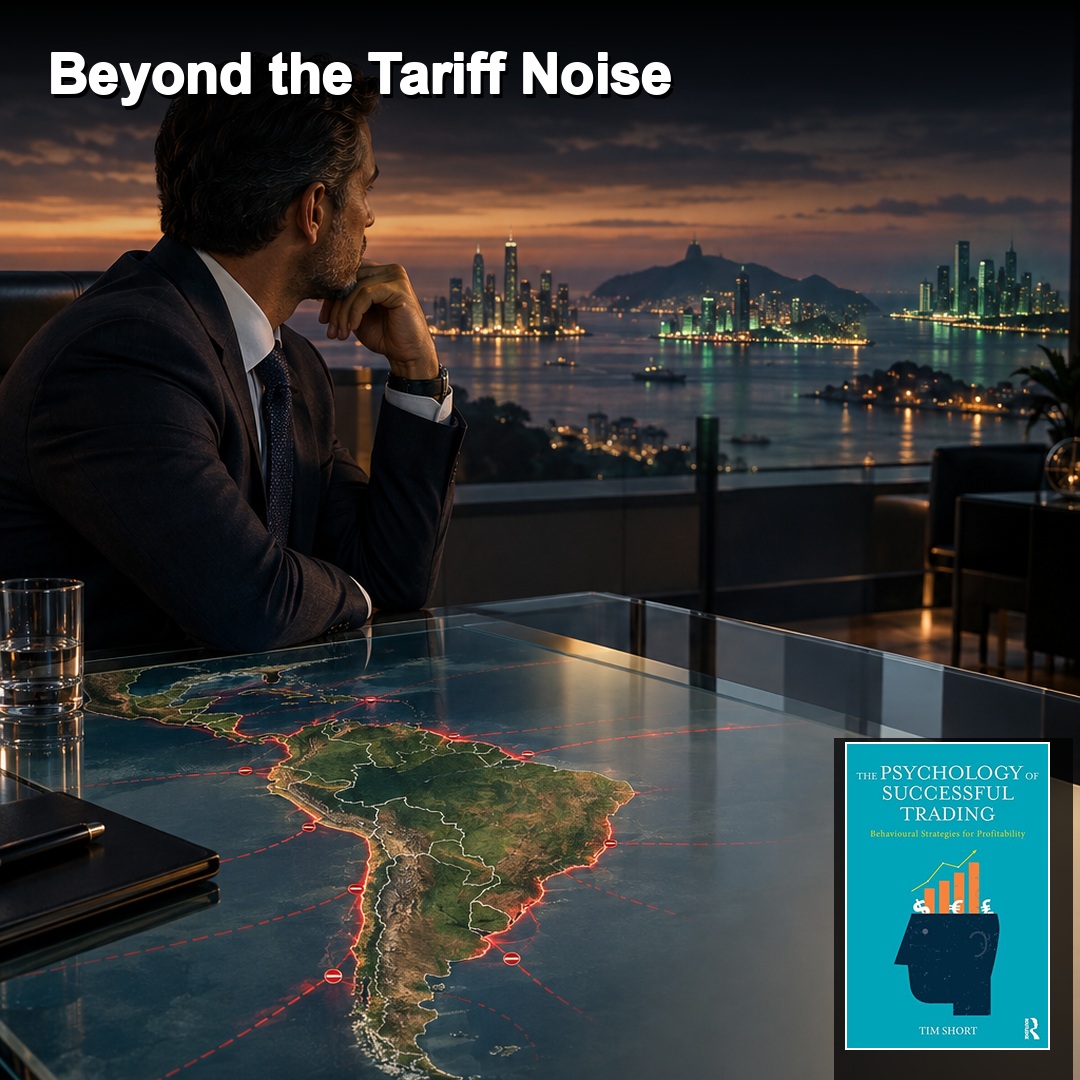 Beyond the Tariff Noise
THE PSYCHOLOGY OF
SUCCESSFUL
TRADING
Behavioural Strategies for Profitability
$ € £
TIM SHORT
R